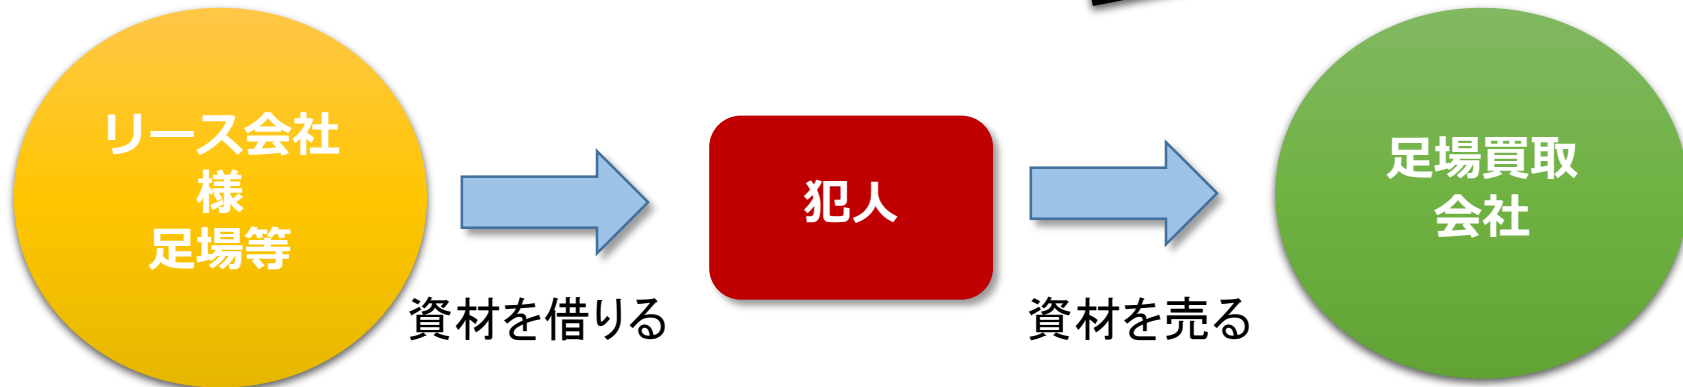 リース会社
様
足場等
資材を借りる
犯人
資材を売る
足場買取
会社